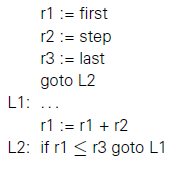 r1 := first
r2 := step
r3 := last
goto L2
L1: ...
r1 := r1 + r2
L2: if r1 ≤ r3 goto L1